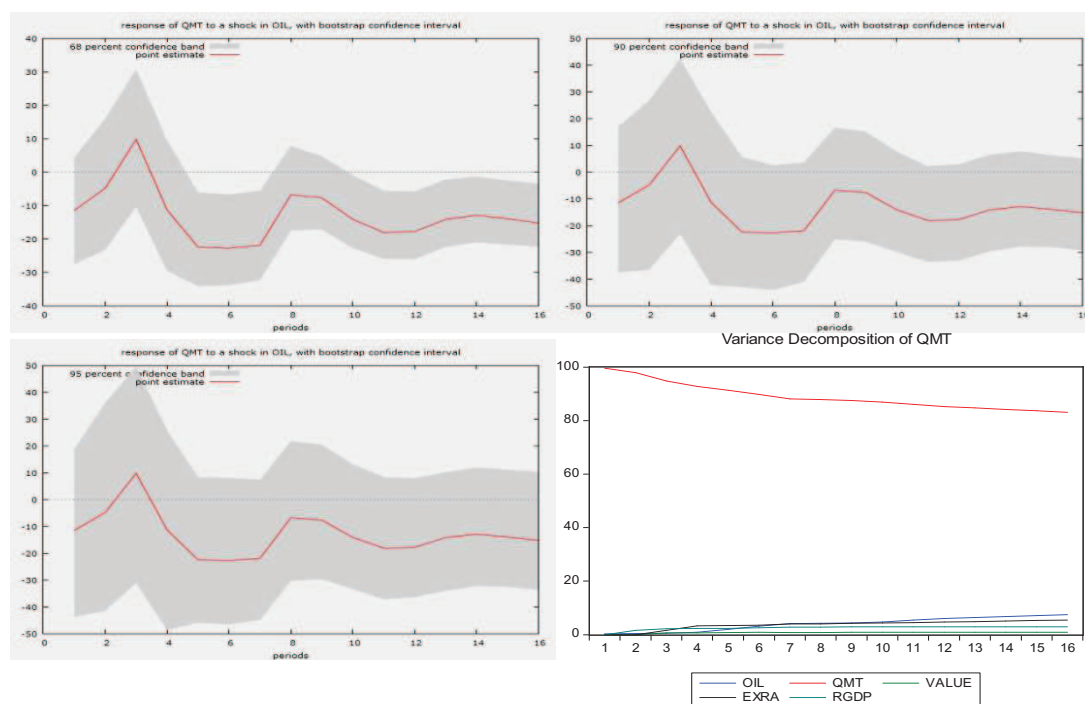 response of QMT to a shock in OIL, with bootstrap confidence interval
68 percent confidence band
point estimate
40
30
20
10
0
-10
-20
-30
-40
0 2 4 6 8 10 12 14 16
periods
response of QMT to a shock in OIL, with bootstrap confidence interval
90 percent confidence band
point estimate
50
40
30
20
10
0
-10
-20
-30
-40
-50
0 2 4 6 8 10 12 14 16
periods
response of QMT to a shock in OIL, with bootstrap confidence interval
95 percent confidence band
point estimate
50
40
30
20
10
0
-10
-20
-30
-40
-50
0 2 4 6 8 10 12 14 16
periods
Variance Decomposition of QMT
100
80
60
40
20
0
1 2 3 4 5 6 7 8 9 10 11 12 13 14 15 16
OIL QMT VALUE
EXRA RGDP